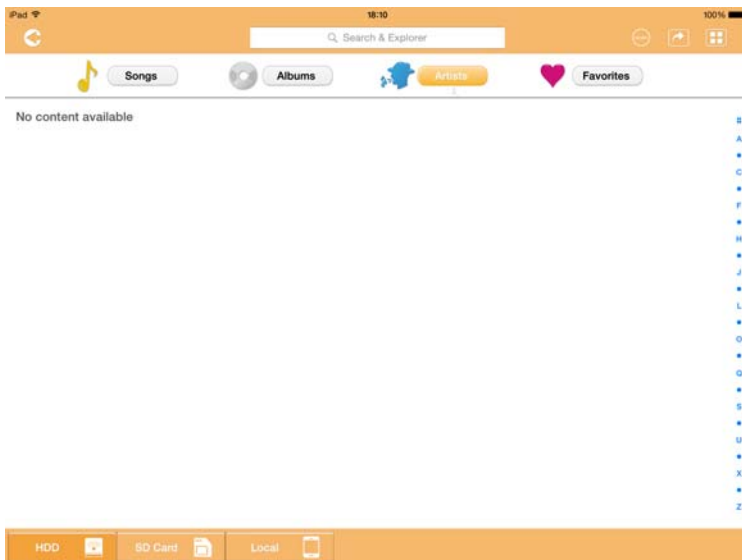 iPad 18:10 100%
Search & Explorer
Songs Albums Artists Favorites
No content available
#
A
C
F
H
J
L
O
Q
S
U
X
Z
HDD SD Card Local